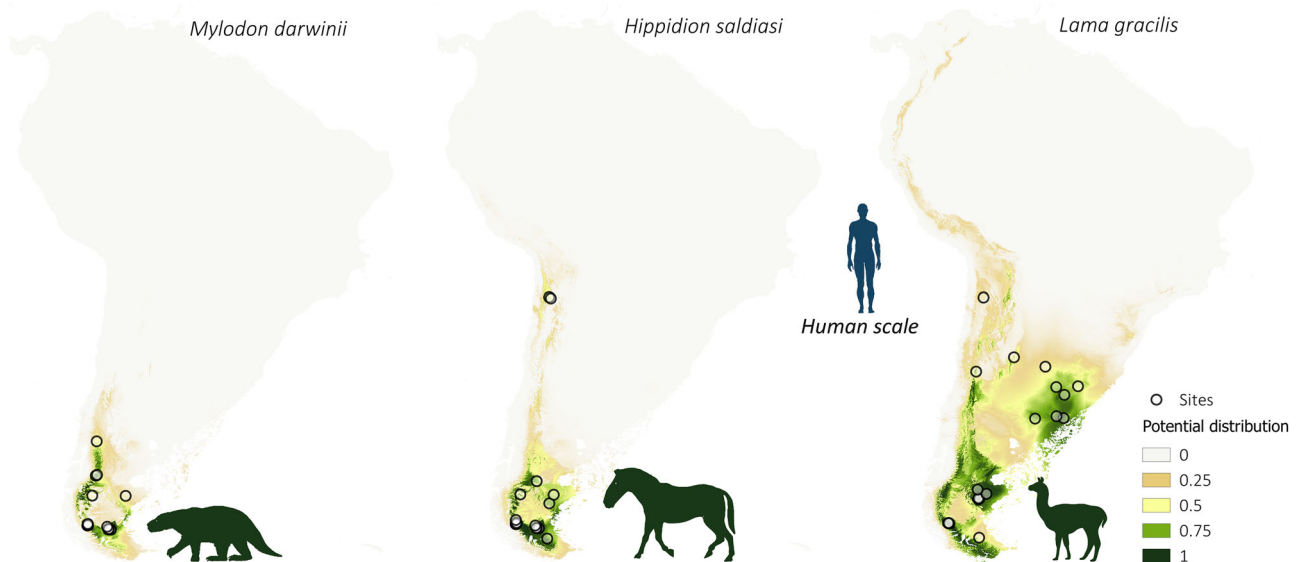 Mylodon darwinii
Hippidion saldiasi
Lama gracilis
Human scale
Sites
Potential distribution
0
0.25
0.5
0.75
1